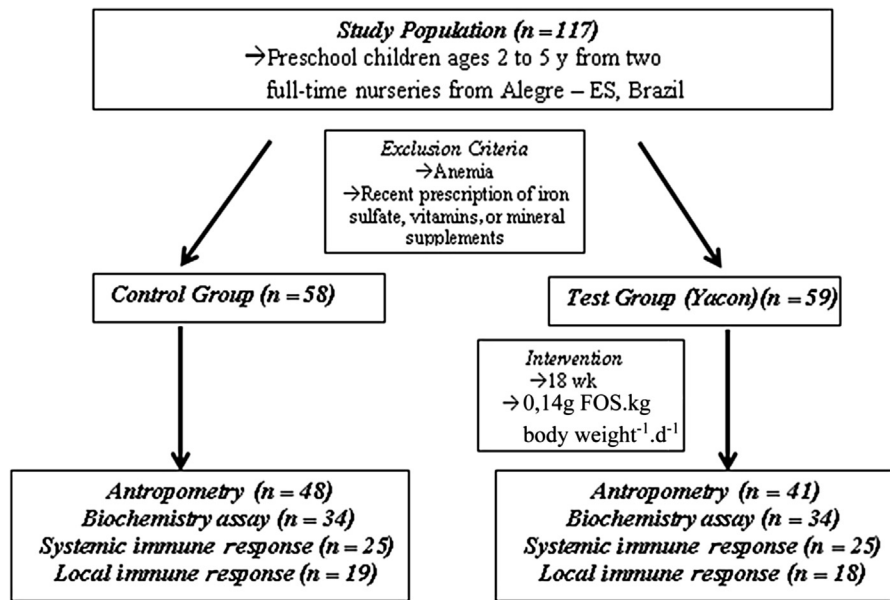 Study Population (n=117)
→Preschool children ages 2 to 5 y from two
full-time nurseries from Alegre – ES, Brazil
Exclusion Criteria
→Anemia
→Recent prescription of iron
sulfate, vitamins, or mineral
supplements
Control Group (n = 58)
Test Group (Yacon)(n = 59)
Intervention
→18 wk
→0,14g FOS.kg
body weight⁻¹.d⁻¹
Antropometry (n = 48)
Biochemistry assay (n = 34)
Systemic immune response (n = 25)
Local immune response (n = 19)
Antropometry (n = 41)
Biochemistry assay (n = 34)
Systemic immune response (n = 25)
Local immune response (n = 18)